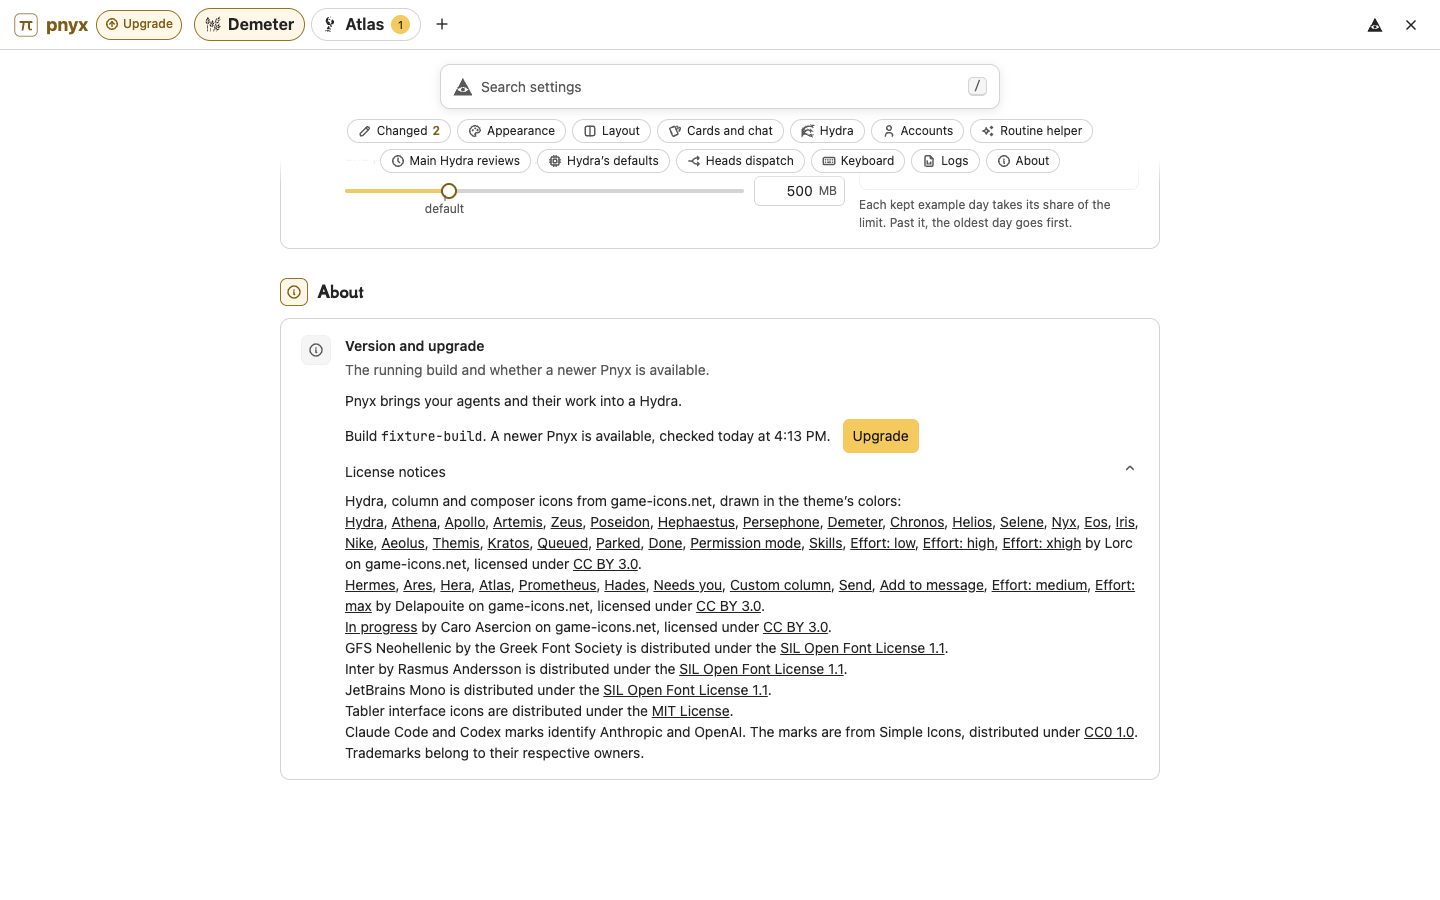 π pnyx Upgrade Demeter Atlas 1 +
Search settings /
Changed 2 Appearance Layout Cards and chat Hydra Accounts Routine helper
Main Hydra reviews Hydra’s defaults Heads dispatch Keyboard Logs About
500 MB
default
Each kept example day takes its share of the
limit. Past it, the oldest day goes first.
About
Version and upgrade
The running build and whether a newer Pnyx is available.
Pnyx brings your agents and their work into a Hydra.
Build fixture-build. A newer Pnyx is available, checked today at 4:13 PM. Upgrade
License notices
Hydra, column and composer icons from game-icons.net, drawn in the theme’s colors:
Hydra, Athena, Apollo, Artemis, Zeus, Poseidon, Hephaestus, Persephone, Demeter, Chronos, Helios, Selene, Nyx, Eos, Iris,
Nike, Aeolus, Themis, Kratos, Queued, Parked, Done, Permission mode, Skills, Effort: low, Effort: high, Effort: xhigh by Lorc
on game-icons.net, licensed under CC BY 3.0.
Hermes, Ares, Hera, Atlas, Prometheus, Hades, Needs you, Custom column, Send, Add to message, Effort: medium, Effort:
max by Delapouite on game-icons.net, licensed under CC BY 3.0.
In progress by Caro Asercion on game-icons.net, licensed under CC BY 3.0.
GFS Neohellenic by the Greek Font Society is distributed under the SIL Open Font License 1.1.
Inter by Rasmus Andersson is distributed under the SIL Open Font License 1.1.
JetBrains Mono is distributed under the SIL Open Font License 1.1.
Tabler interface icons are distributed under the MIT License.
Claude Code and Codex marks identify Anthropic and OpenAI. The marks are from Simple Icons, distributed under CC0 1.0.
Trademarks belong to their respective owners.